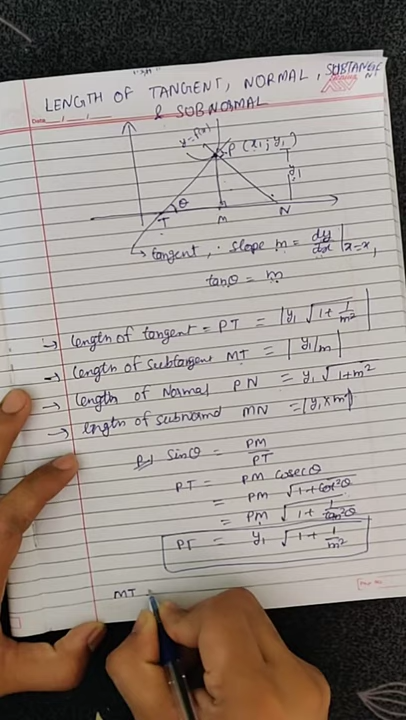 LENGTH OF TANGENT, NORMAL, SUBTANGENT
& SUBNORMAL
Date
y=f(x)
P (x₁, y₁)
y₁
θ
T
M
N
tangent, slope m = dy/dx | x=x₁
tanθ = m
→ length of tangent = PT = |y₁ √(1+1/m²)|
→ length of Subtangent MT = |y₁/m|
→ length of Normal PN = y₁ √(1+m²)
→ length of subnormal MN = |y₁×m|
Sinθ = PM/PT
PT = PM cosecθ
= PM √(1+cot²θ)
= PM √(1+1/tan²θ)
PT = y₁ √(1+1/m²)
MT